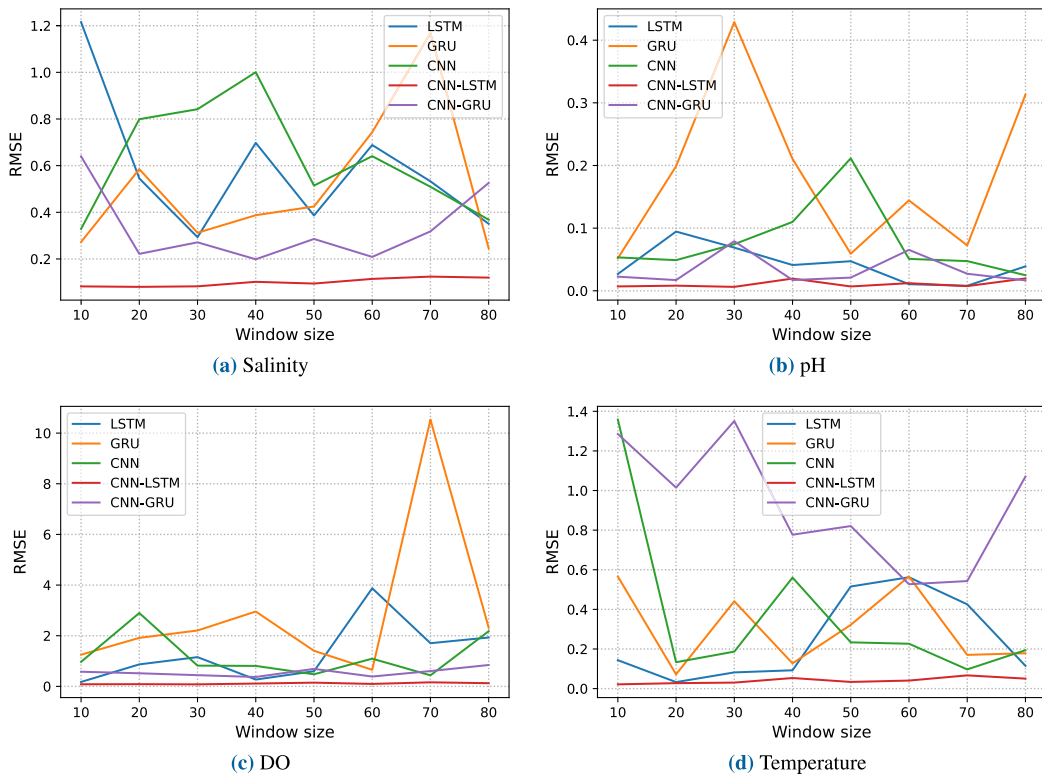 1.2
1.0
0.8
0.6
0.4
0.2
RMSE
LSTM
GRU
CNN
CNN-LSTM
CNN-GRU
10 20 30 40 50 60 70 80
Window size
(a) Salinity
0.4
0.3
0.2
0.1
0.0
RMSE
LSTM
GRU
CNN
CNN-LSTM
CNN-GRU
10 20 30 40 50 60 70 80
Window size
(b) pH
10
8
6
4
2
0
RMSE
LSTM
GRU
CNN
CNN-LSTM
CNN-GRU
10 20 30 40 50 60 70 80
Window size
(c) DO
1.4
1.2
1.0
0.8
0.6
0.4
0.2
0.0
RMSE
LSTM
GRU
CNN
CNN-LSTM
CNN-GRU
10 20 30 40 50 60 70 80
Window size
(d) Temperature